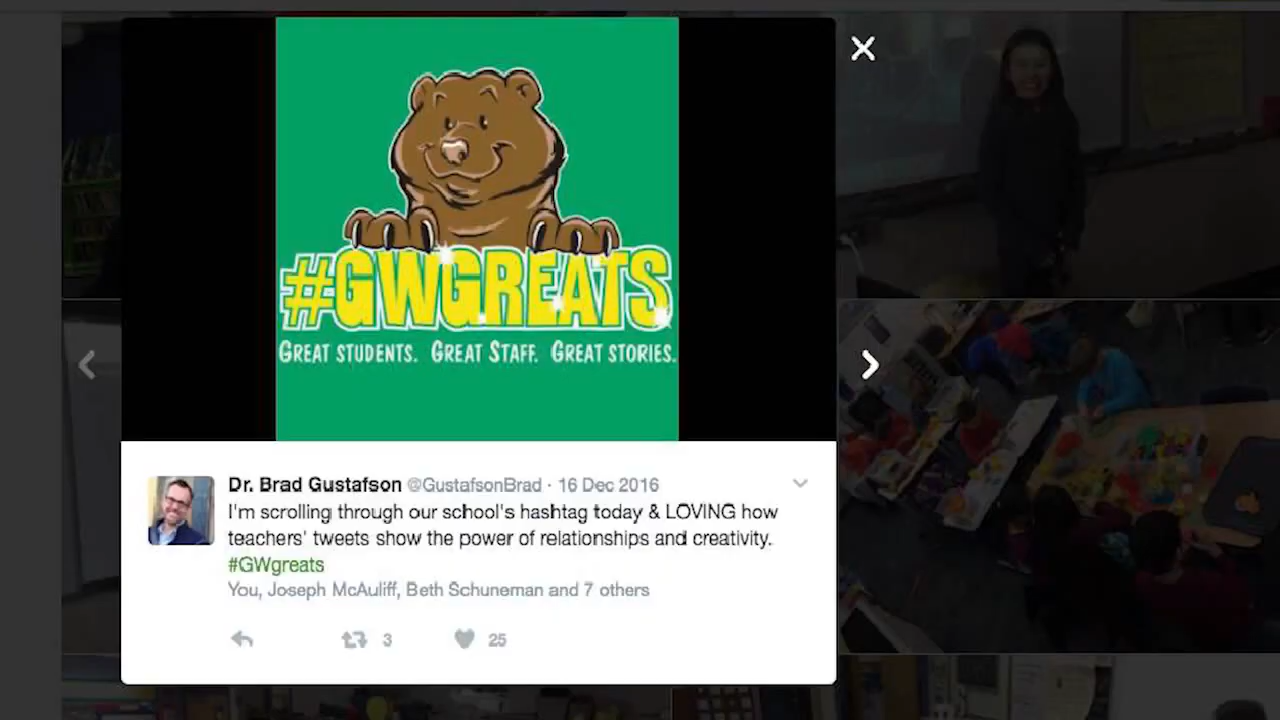 #GWGREATS
GREAT STUDENTS. GREAT STAFF. GREAT STORIES.
Dr. Brad Gustafson @GustafsonBrad · 16 Dec 2016
I'm scrolling through our school's hashtag today & LOVING how
teachers' tweets show the power of relationships and creativity.
#GWgreats
You, Joseph McAuliff, Beth Schuneman and 7 others
3 25